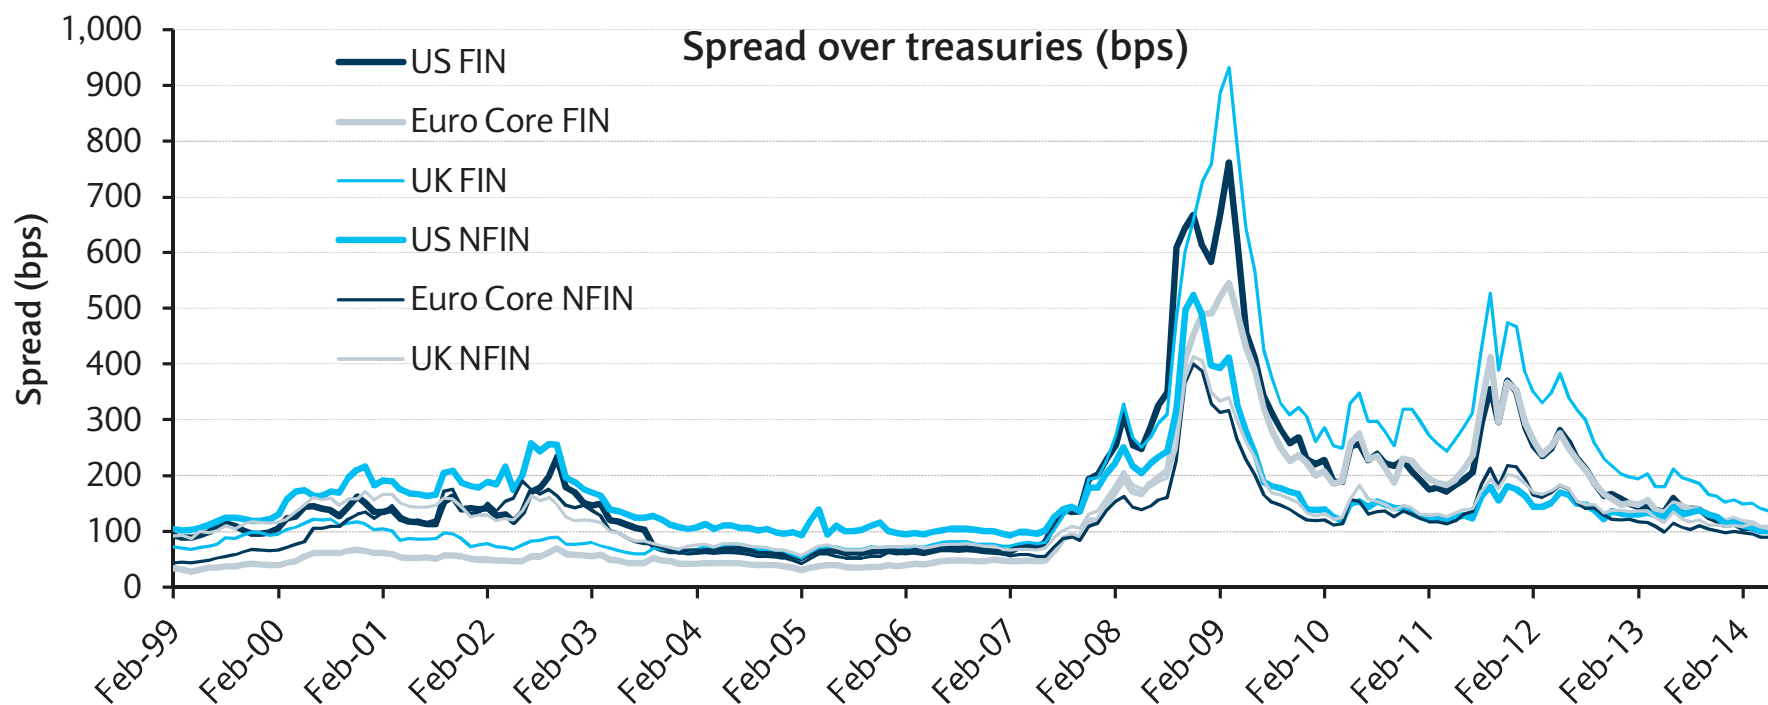 Spread over treasuries (bps)
Spread (bps)
1,000
900
800
700
600
500
400
300
200
100
0
US FIN
Euro Core FIN
UK FIN
US NFIN
Euro Core NFIN
UK NFIN
Feb-99
Feb-00
Feb-01
Feb-02
Feb-03
Feb-04
Feb-05
Feb-06
Feb-07
Feb-08
Feb-09
Feb-10
Feb-11
Feb-12
Feb-13
Feb-14